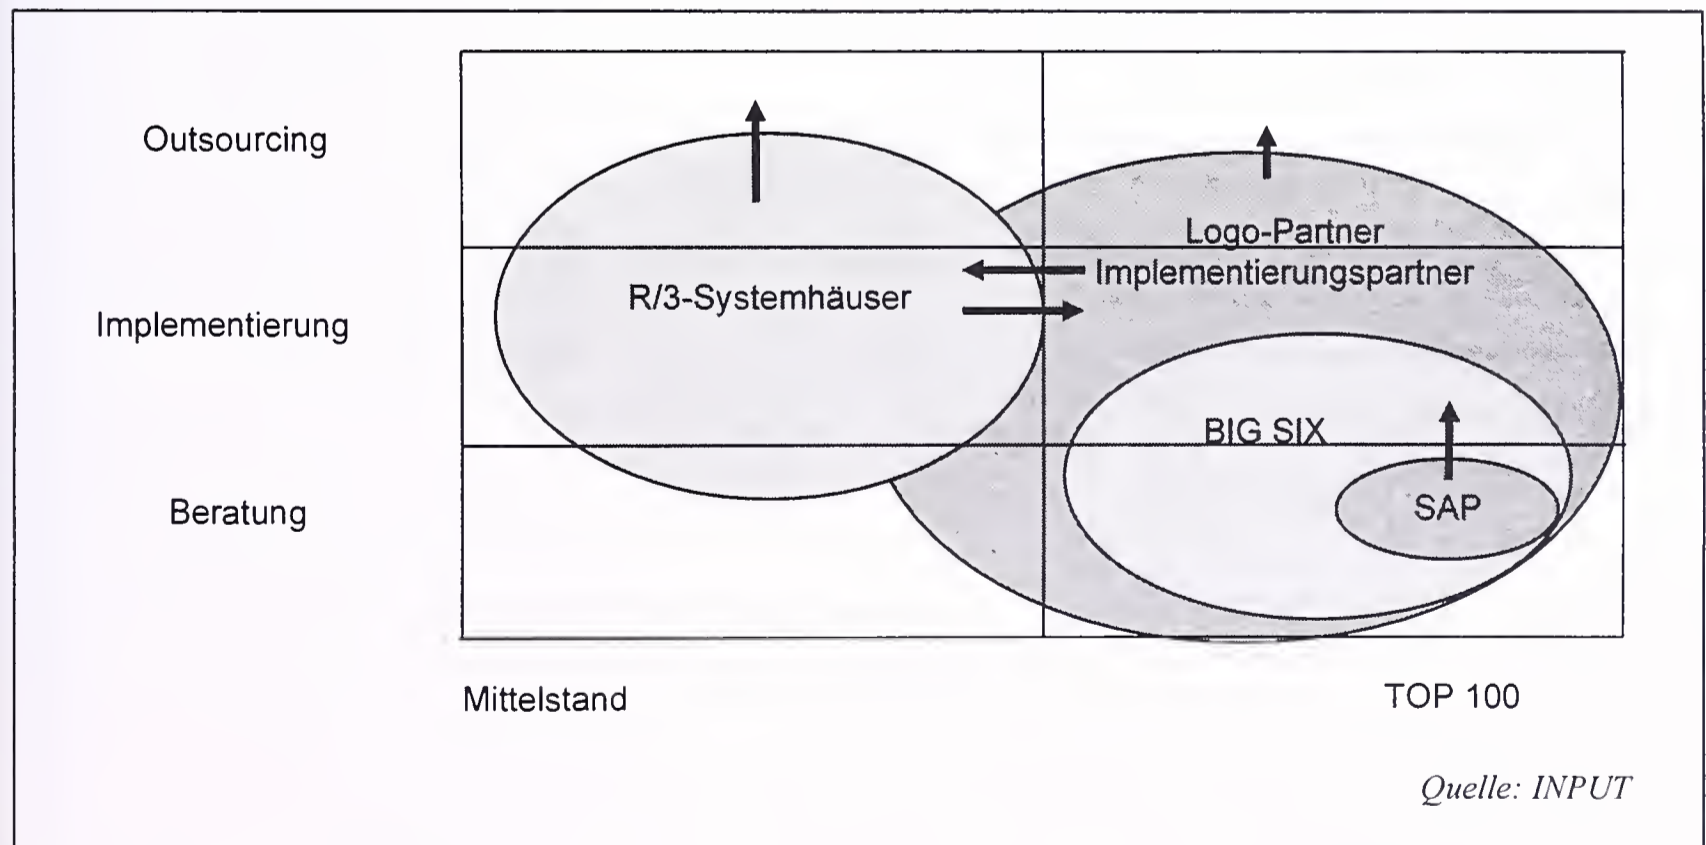 Outsourcing
Logo-Partner
Implementierungspartner
R/3-Systemhäuser
Implementierung
BIG SIX
SAP
Beratung
Mittelstand
TOP 100
Quelle: INPUT